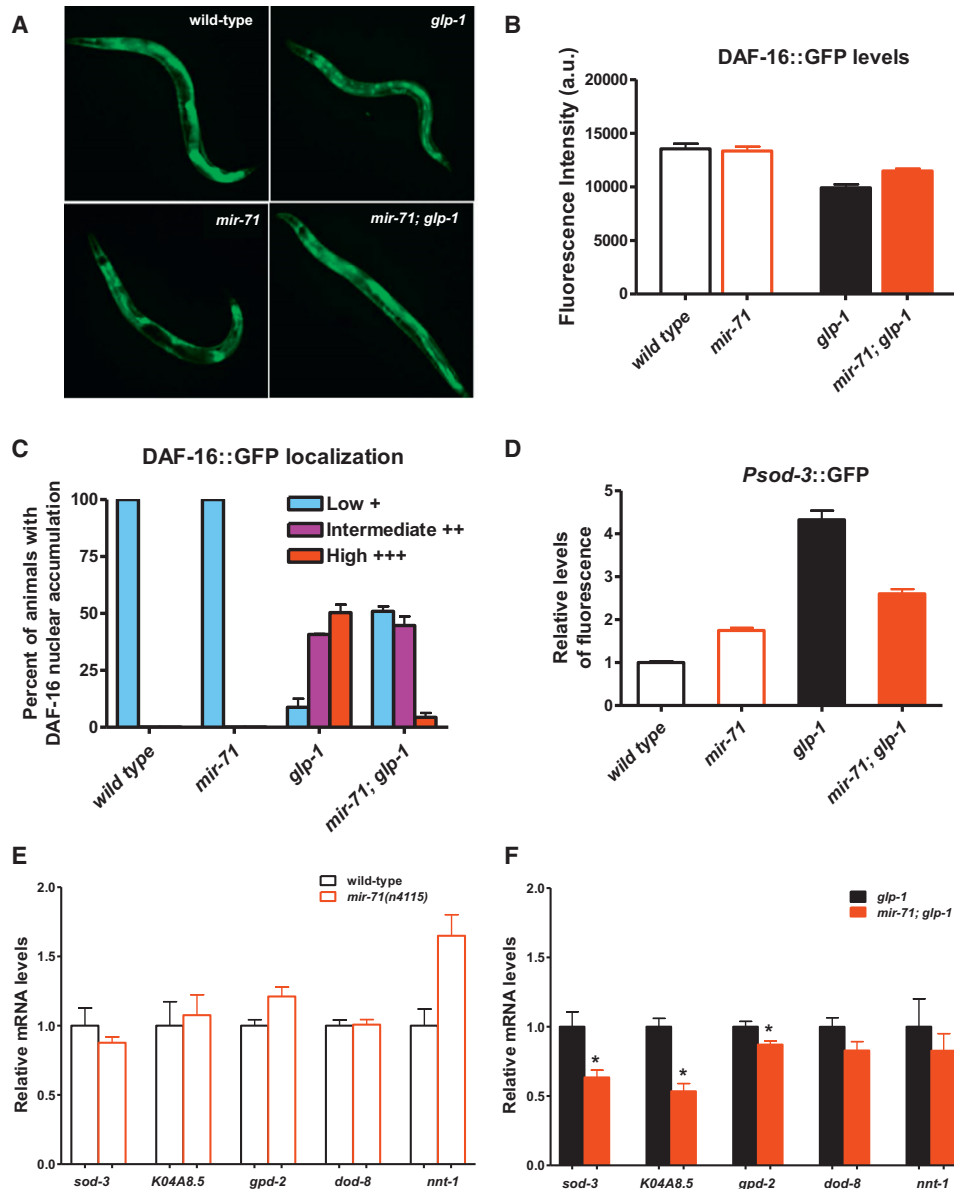 A
wild-type
glp-1
mir-71
mir-71; glp-1
B
DAF-16::GFP levels
Fluorescence Intensity (a.u.)
20000
15000
10000
5000
0
wild type
mir-71
glp-1
mir-71; glp-1
C
DAF-16::GFP localization
Percent of animals with
DAF-16 nuclear accumulation
100
50
0
Low +
Intermediate ++
High +++
wild type
mir-71
glp-1
mir-71; glp-1
D
Psod-3::GFP
Relative levels
of fluorescence
5
4
3
2
1
0
wild type
mir-71
glp-1
mir-71; glp-1
E
wild-type
mir-71(n4115)
Relative mRNA levels
2.0
1.5
1.0
0.5
0.0
sod-3 K04A8.5 gpd-2 dod-8 nnt-1
F
glp-1
mir-71; glp-1
Relative mRNA levels
2.0
1.5
1.0
0.5
0.0
* * *
sod-3 K04A8.5 gpd-2 dod-8 nnt-1